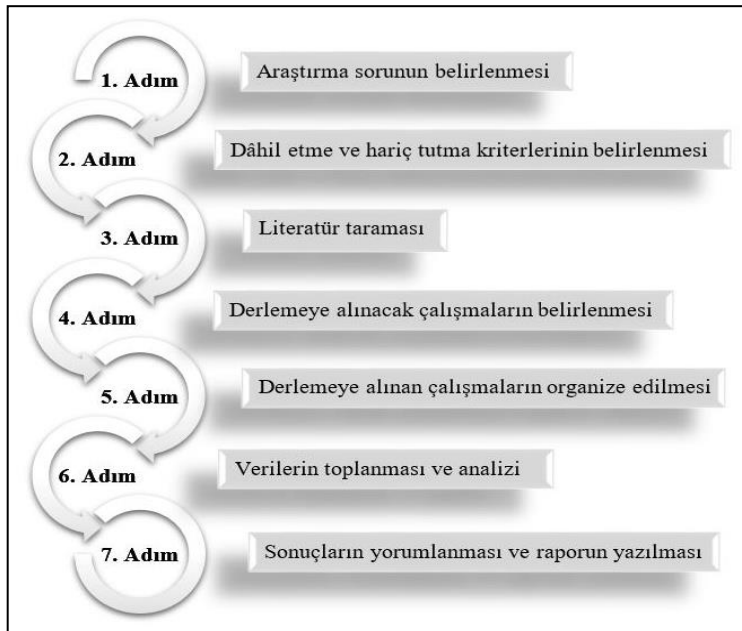 1. Adım
Araştırma sorunun belirlenmesi
2. Adım
Dâhil etme ve hariç tutma kriterlerinin belirlenmesi
3. Adım
Literatür taraması
4. Adım
Derlemeye alınacak çalışmaların belirlenmesi
5. Adım
Derlemeye alınan çalışmaların organize edilmesi
6. Adım
Verilerin toplanması ve analizi
7. Adım
Sonuçların yorumlanması ve raporun yazılması